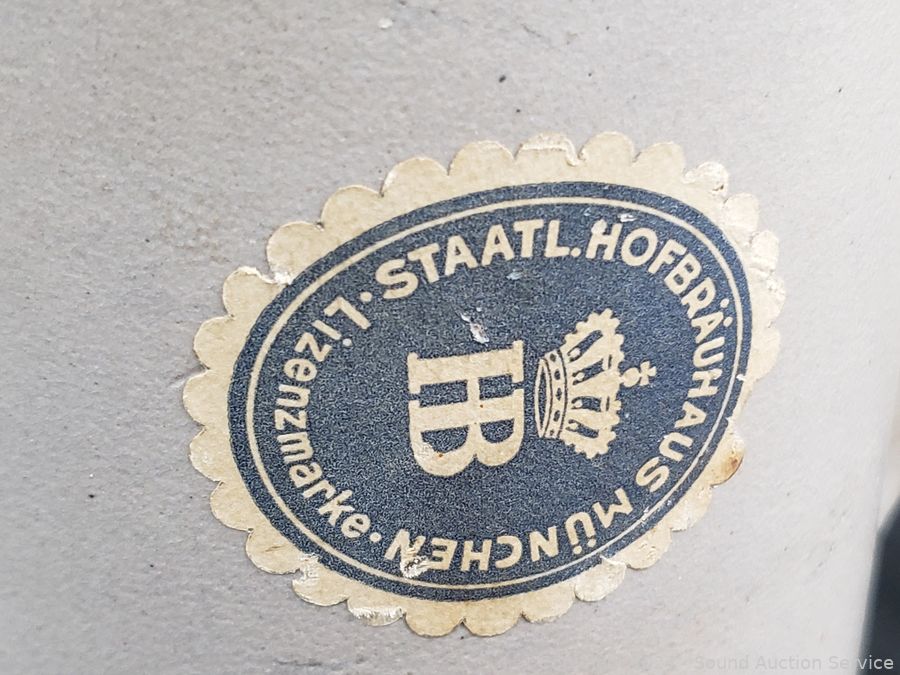 STAATL. HOFBRÄUHAUS MÜNCHEN
· Lizenzmarke ·
HB
Sound Auction Service